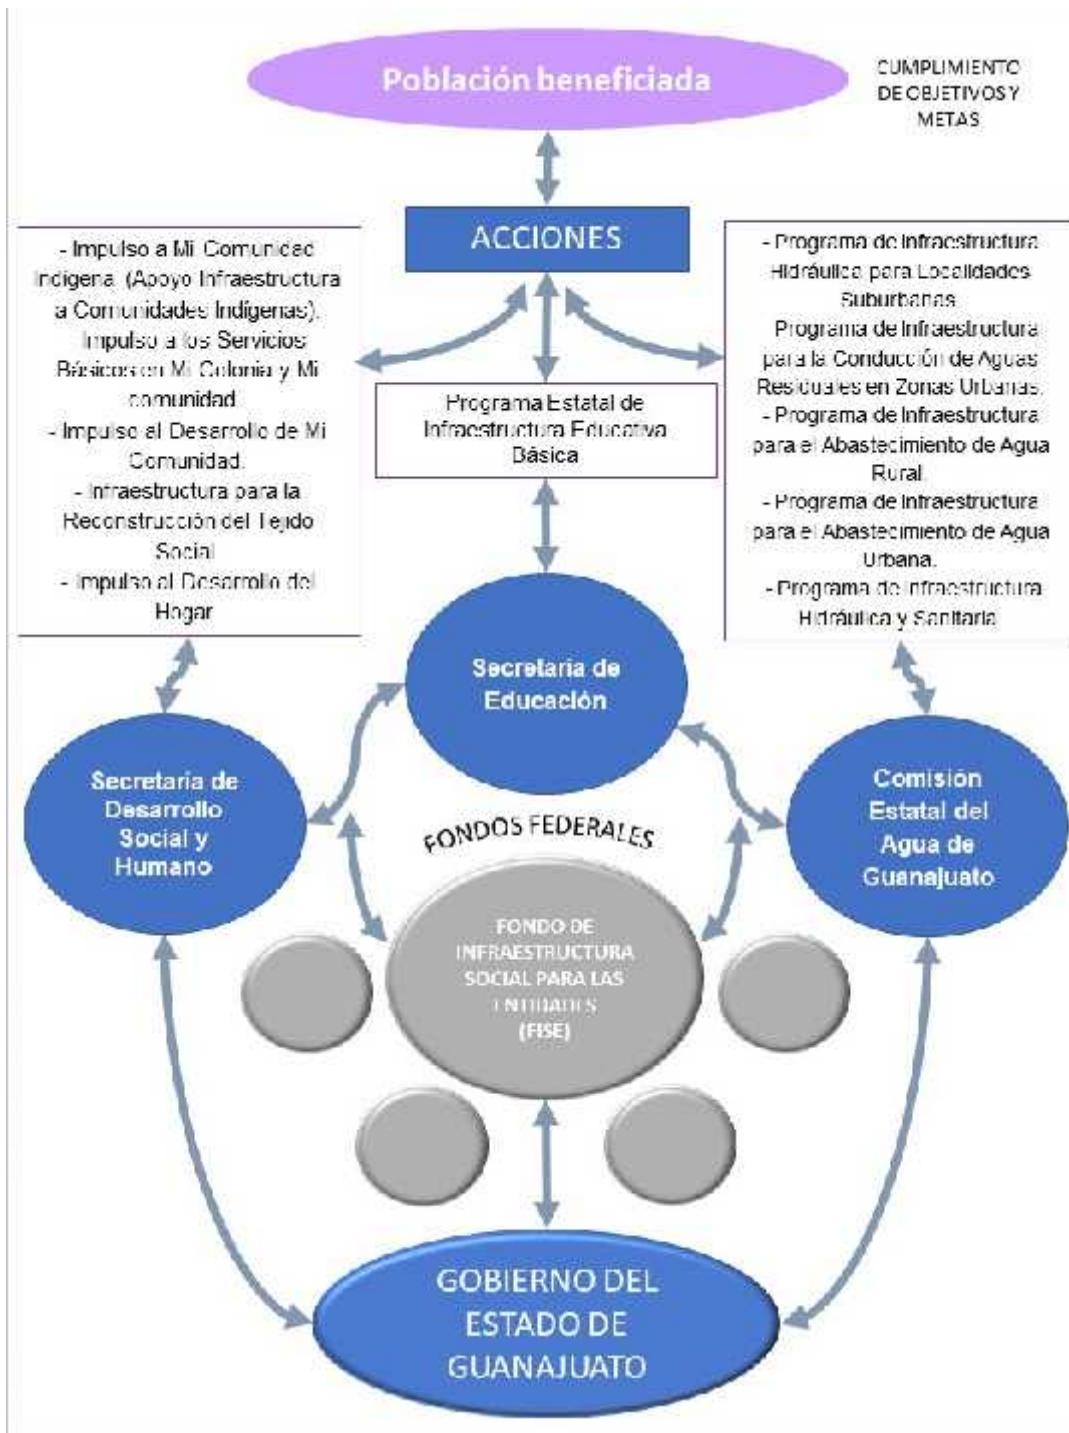 Población beneficiada
CUMPLIMIENTO
DE OBJETIVOS Y
METAS
ACCIONES
- Impulso a Mi Comunidad
Indígena (Apoyo Infraestructura
a Comunidades Indígenas).
Impulso a los Servicios
Básicos en Mi Colonia y Mi
comunidad
- Impulso al Desarrollo de Mi
Comunidad.
- Infraestructura para la
Reconstrucción del Tejido
Social
- Impulso al Desarrollo del
Hogar
Programa Estatal de
Infraestructura Educativa
Básica
- Programa de Infraestructura
Hidráulica para Localidades
Suburbanas
Programa de Infraestructura
para la Conducción de Aguas
Residuales en Zonas Urbanas.
- Programa de Infraestructura
para el Abastecimiento de Agua
Rural.
- Programa de Infraestructura
para el Abastecimiento de Agua
Urbana.
- Programa de Infraestructura
Hidráulica y Sanitaria
Secretaría de
Educación
Secretaría de
Desarrollo
Social y
Humano
Comisión
Estatal del
Agua de
Guanajuato
FONDOS FEDERALES
FONDO DE
INFRAESTRUCTURA
SOCIAL PARA LAS
ENTIDADES
(FISE)
GOBIERNO DEL
ESTADO DE
GUANAJUATO